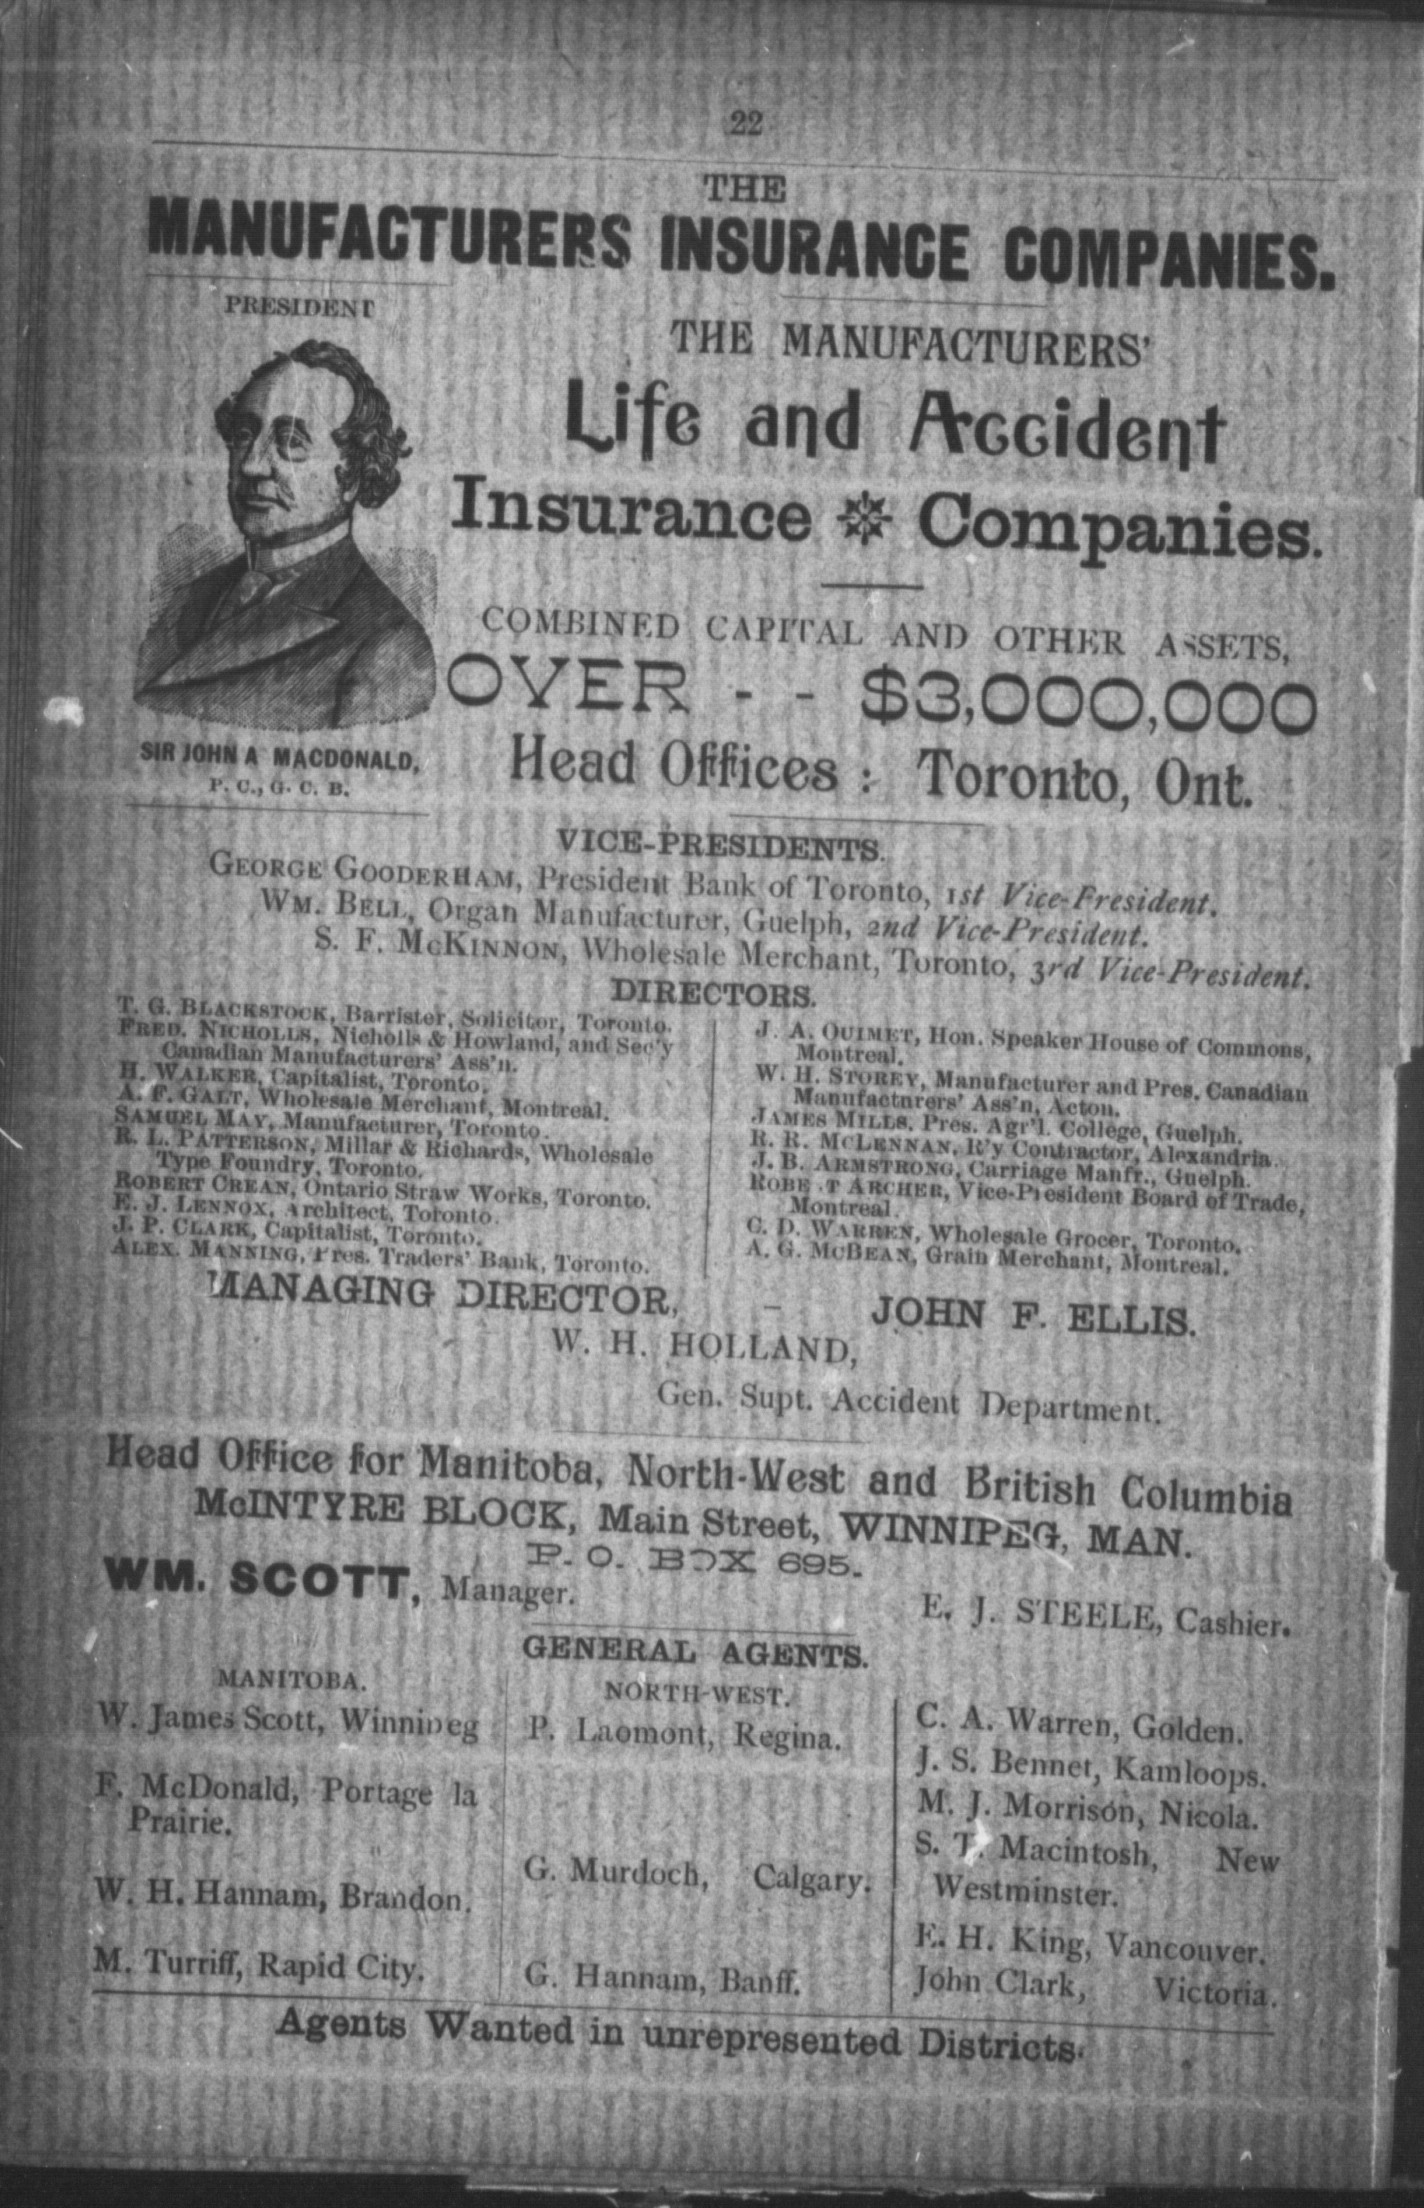 22
THE
MANUFACTURERS INSURANCE COMPANIES.
PRESIDENT
SIR JOHN A MACDONALD,
P. C., G. C. B.
THE MANUFACTURERS'
Life and Accident
Insurance Companies.
COMBINED CAPITAL AND OTHER ASSETS,
OVER - - $3,000,000
Head Offices : Toronto, Ont.
VICE-PRESIDENTS.
GEORGE GOODERHAM, President Bank of Toronto, 1st Vice-President.
WM. BELL, Organ Manufacturer, Guelph, 2nd Vice-President.
S. F. MCKINNON, Wholesale Merchant, Toronto, 3rd Vice-President.
DIRECTORS.
T. G. BLACKSTOCK, Barrister, Solicitor, Toronto.
FRED. NICHOLLS, Nicholls & Howland, and Sec'y
Canadian Manufacturers' Ass'n.
H. WALKER, Capitalist, Toronto.
A. F. GALT, Wholesale Merchant, Montreal.
SAMUEL MAY, Manufacturer, Toronto.
R. L. PATTERSON, Millar & Richards, Wholesale
Type Foundry, Toronto.
ROBERT CREAN, Ontario Straw Works, Toronto.
E. J. LENNOX, Architect, Toronto.
J. P. CLARK, Capitalist, Toronto.
ALEX. MANNING, Pres. Traders' Bank, Toronto.
J. A. OUIMET, Hon. Speaker House of Commons,
Montreal.
W. H. STOREY, Manufacturer and Pres. Canadian
Manufacturers' Ass'n, Acton.
JAMES MILLS, Pres. Agr'l. College, Guelph.
R. R. MCLENNAN, R'y Contractor, Alexandria.
J. B. ARMSTRONG, Carriage Manfr., Guelph.
ROBE T ARCHER, Vice-President Board of Trade,
Montreal.
C. D. WARREN, Wholesale Grocer, Toronto.
A. G. MCBEAN, Grain Merchant, Montreal.
MANAGING DIRECTOR, - JOHN F. ELLIS.
W. H. HOLLAND,
Gen. Supt. Accident Department.
Head Office for Manitoba, North-West and British Columbia
McINTYRE BLOCK, Main Street, WINNIPEG, MAN.
P. O. BOX 695.
WM. SCOTT, Manager.
E. J. STEELE, Cashier.
GENERAL AGENTS.
MANITOBA.
W. James Scott, Winnipeg
F. McDonald, Portage la
Prairie.
W. H. Hannam, Brandon.
M. Turriff, Rapid City.
NORTH-WEST.
P. Laomont, Regina.
G. Murdoch, Calgary.
G. Hannam, Banff.
C. A. Warren, Golden.
J. S. Bennet, Kamloops.
M. J. Morrison, Nicola.
S. T. Macintosh, New
Westminster.
E. H. King, Vancouver.
John Clark, Victoria.
Agents Wanted in unrepresented Districts.